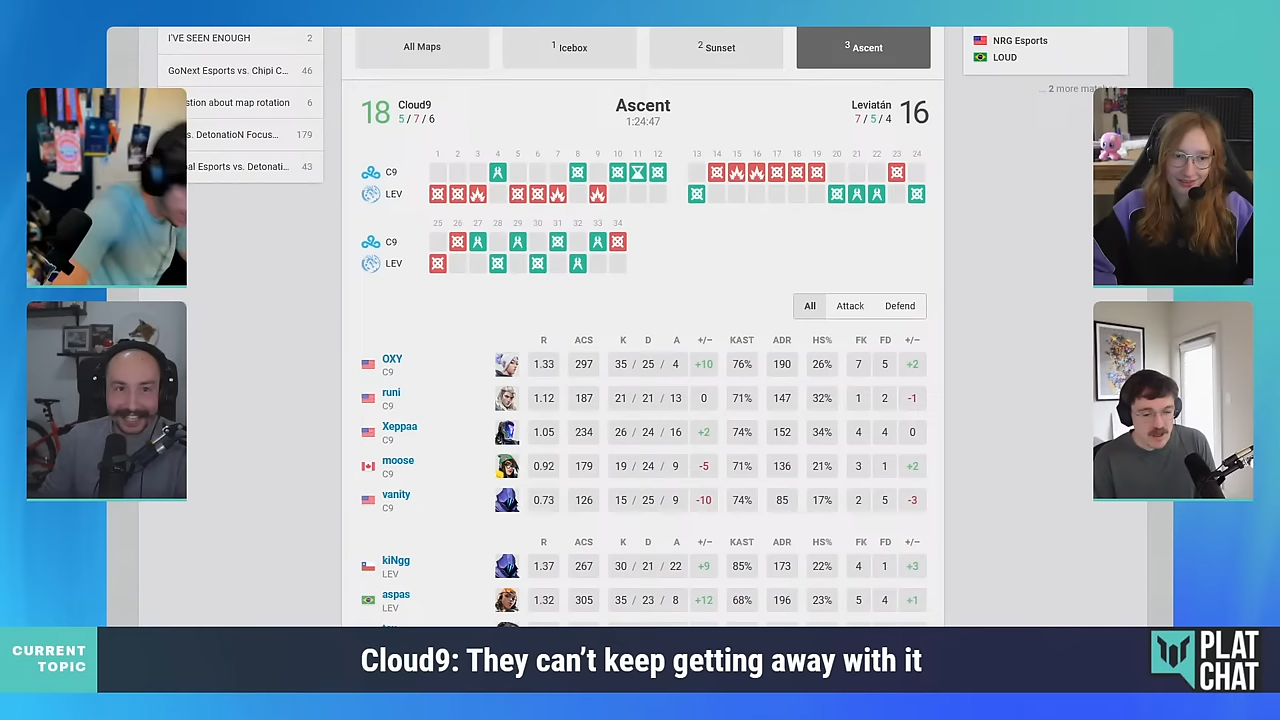 I'VE SEEN ENOUGH 2
GoNext Esports vs. Chipi C... 46
stion about map rotation 6
s. DetonatioN Focus... 179
al Esports vs. Detonati... 43
All Maps
1 Icebox
2 Sunset
3 Ascent
NRG Esports
LOUD
... 2 more
18 Cloud9 Ascent Leviatán 16
5 / 7 / 6 1:24:47 7 / 5 / 4
1 2 3 4 5 6 7 8 9 10 11 12 13 14 15 16 17 18 19 20 21 22 23 24
C9
LEV
25 26 27 28 29 30 31 32 33 34
C9
LEV
All Attack Defend
R ACS K D A +/– KAST ADR HS% FK FD +/–
OXY 1.33 297 35 / 25 / 4 +10 76% 190 26% 7 5 +2
C9
runi 1.12 187 21 / 21 / 13 0 71% 147 32% 1 2 -1
C9
Xeppaa 1.05 234 26 / 24 / 16 +2 74% 152 34% 4 4 0
C9
moose 0.92 179 19 / 24 / 9 -5 71% 136 21% 3 1 +2
C9
vanity 0.73 126 15 / 25 / 9 -10 74% 85 17% 2 5 -3
C9
R ACS K D A +/– KAST ADR HS% FK FD +/–
kiNgg 1.37 267 30 / 21 / 22 +9 85% 173 22% 4 1 +3
LEV
aspas 1.32 305 35 / 23 / 8 +12 68% 196 23% 5 4 +1
LEV
CURRENT
TOPIC
Cloud9: They can't keep getting away with it
PLAT
CHAT